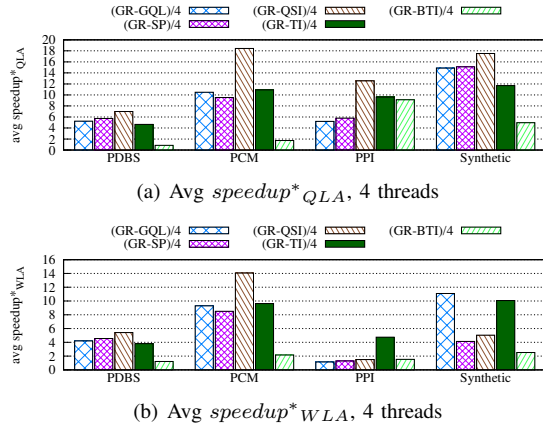 (GR-GQL)/4 (GR-QSI)/4 (GR-BTI)/4
(GR-SP)/4 (GR-TI)/4
avg speedup*QLA
20
18
16
14
12
10
8
6
4
2
0
PDBS PCM PPI Synthetic
(a) Avg speedup*QLA, 4 threads
(GR-GQL)/4 (GR-QSI)/4 (GR-BTI)/4
(GR-SP)/4 (GR-TI)/4
avg speedup*WLA
16
14
12
10
8
6
4
2
0
PDBS PCM PPI Synthetic
(b) Avg speedup*WLA, 4 threads